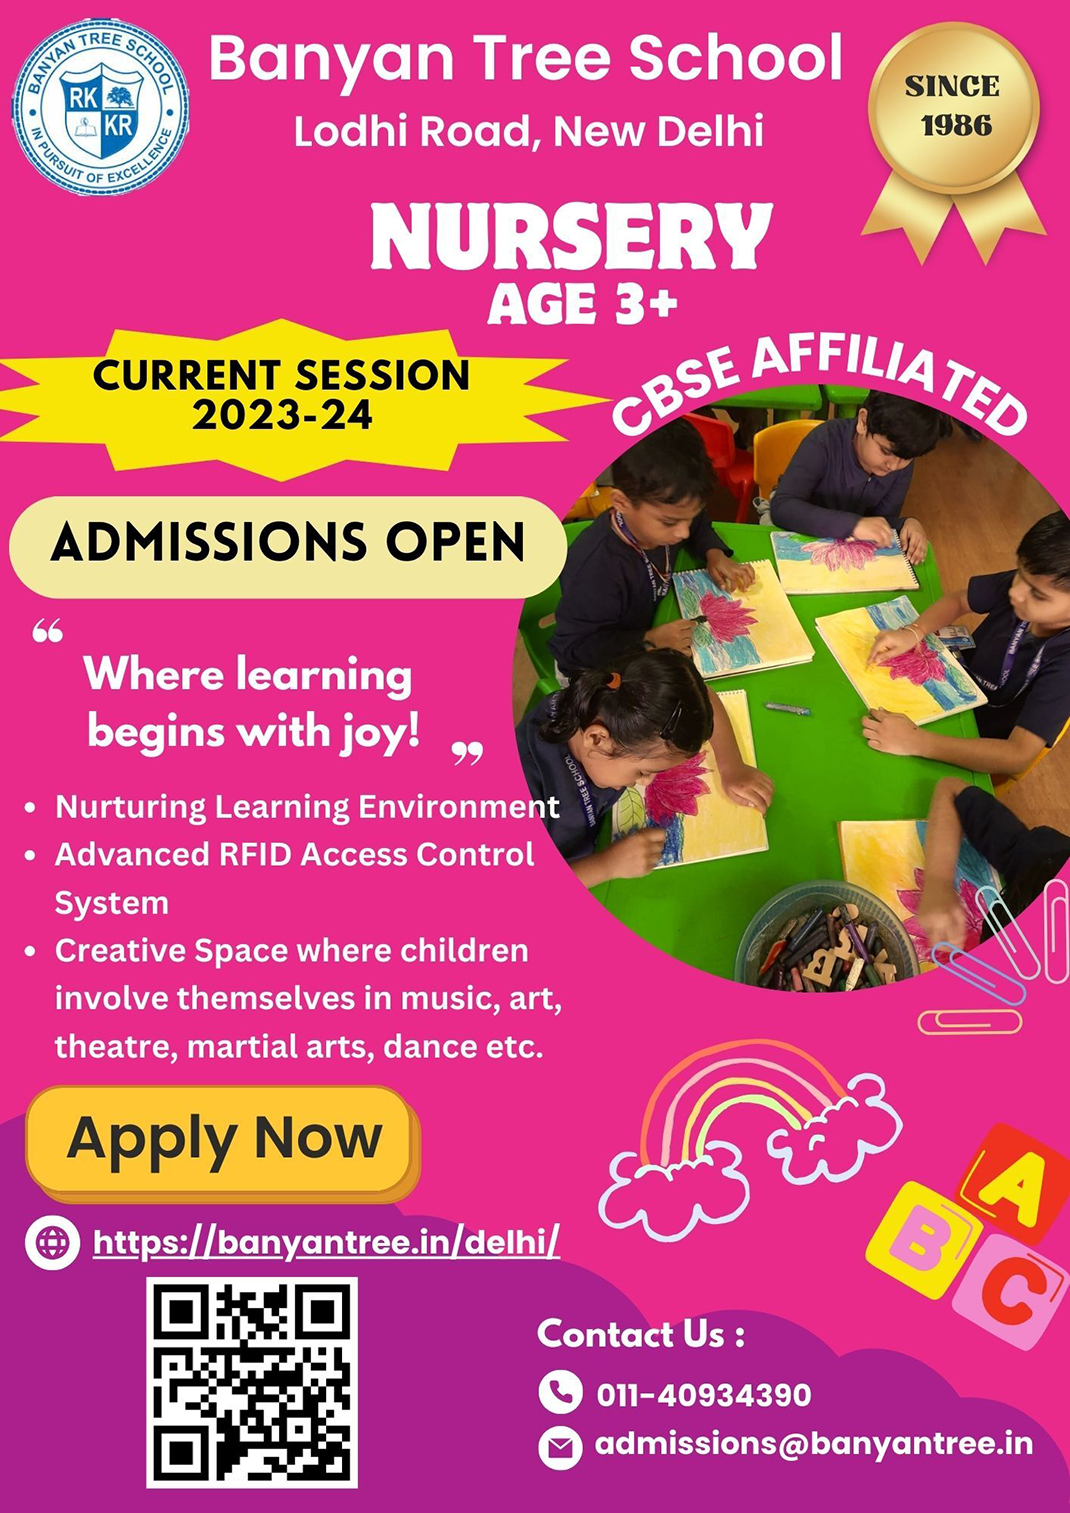 BANYAN TREE SCHOOL
RK
KR
IN PURSUIT OF EXCELLENCE
Banyan Tree School
Lodhi Road, New Delhi
SINCE
1986
NURSERY
AGE 3+
CURRENT SESSION
2023-24
CBSE AFFILIATED
ADMISSIONS OPEN
“
Where learning
begins with joy!
”
• Nurturing Learning Environment
• Advanced RFID Access Control
System
• Creative Space where children
involve themselves in music, art,
theatre, martial arts, dance etc.
Apply Now
https://banyantree.in/delhi/
A
B
C
Contact Us :
011-40934390
admissions@banyantree.in
BANYAN TREE SCHOOL